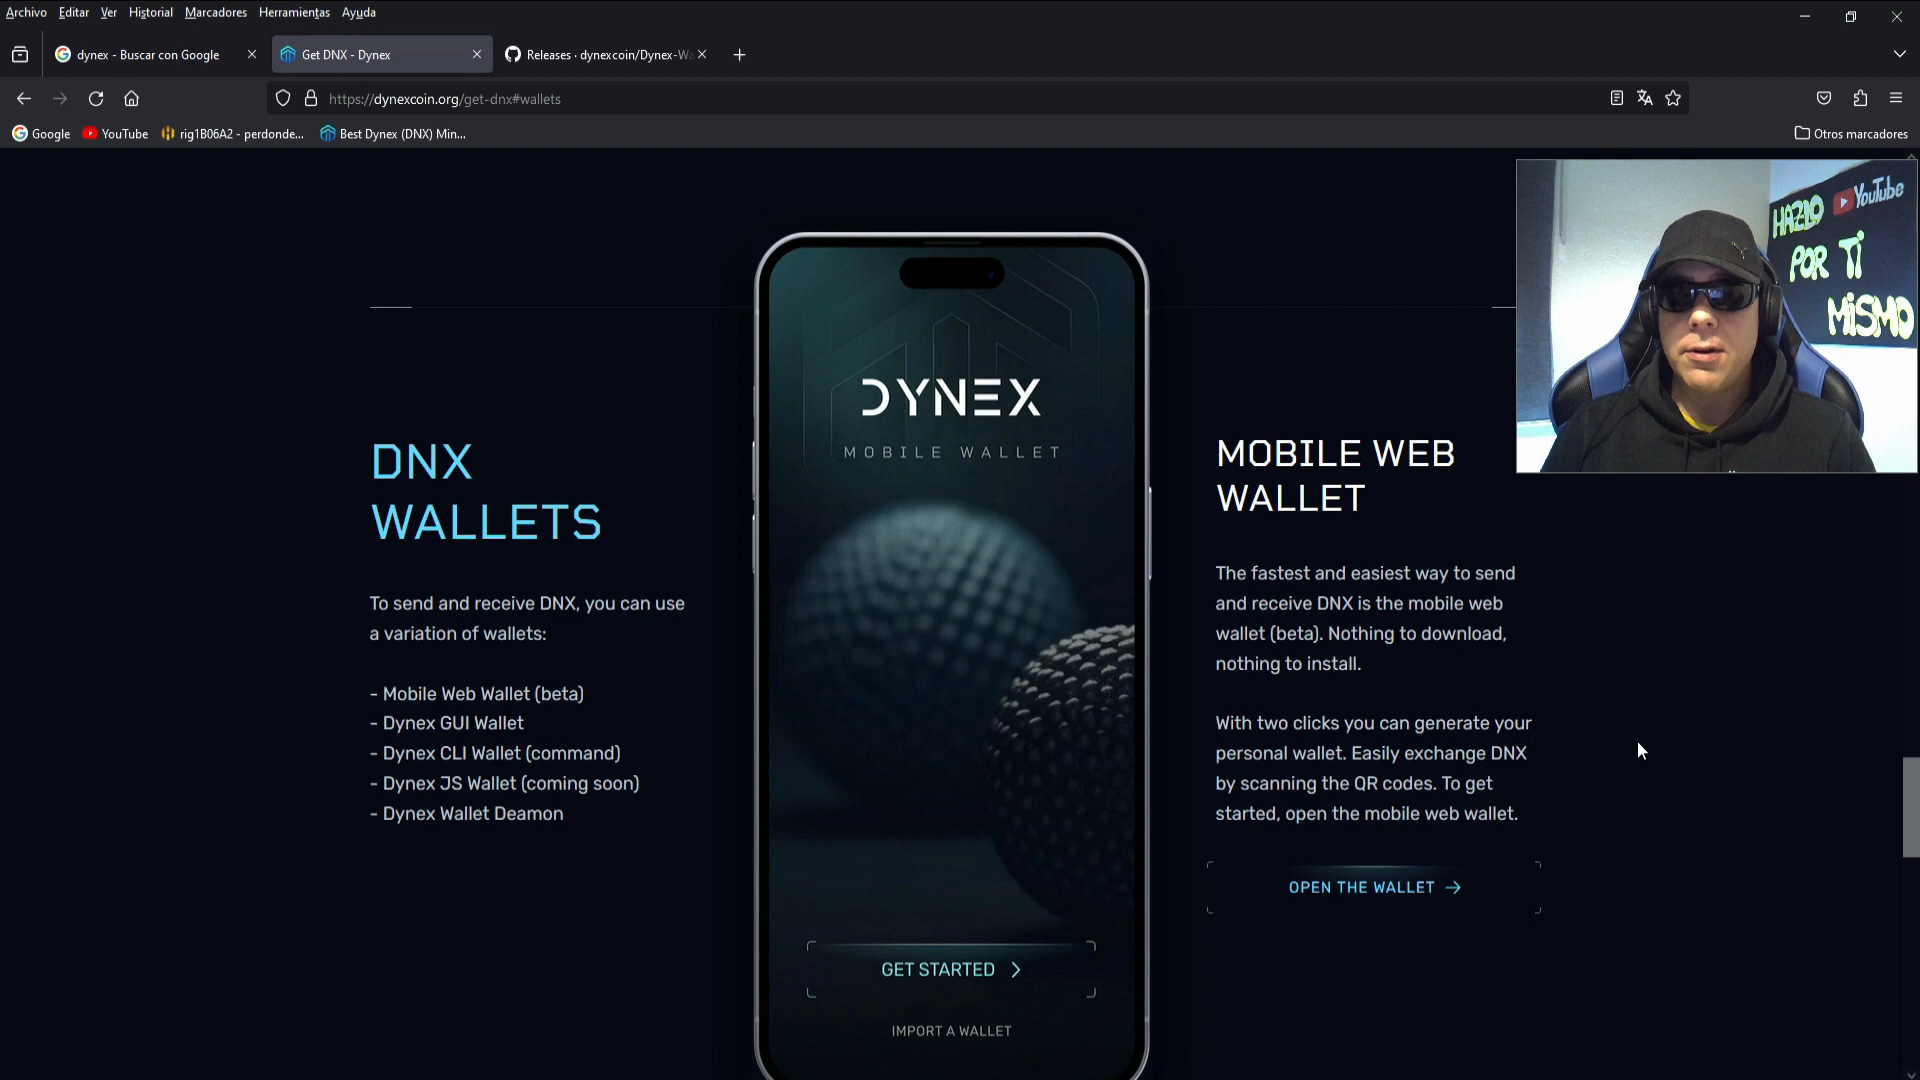 Archivo Editar Ver Historial Marcadores Herramientas Ayuda
dynex - Buscar con Google
Get DNX - Dynex
Releases · dynexcoin/Dynex-Wa
https://dynexcoin.org/get-dnx#wallets
Google YouTube rig1B06A2 - perdonde... Best Dynex (DNX) Min... Otros marcadores
YouTube
HAZLO
POR TI
MiSMO
DYNEX
MOBILE WALLET
GET STARTED
IMPORT A WALLET
DNX
WALLETS
To send and receive DNX, you can use
a variation of wallets:
- Mobile Web Wallet (beta)
- Dynex GUI Wallet
- Dynex CLI Wallet (command)
- Dynex JS Wallet (coming soon)
- Dynex Wallet Deamon
MOBILE WEB
WALLET
The fastest and easiest way to send
and receive DNX is the mobile web
wallet (beta). Nothing to download,
nothing to install.
With two clicks you can generate your
personal wallet. Easily exchange DNX
by scanning the QR codes. To get
started, open the mobile web wallet.
OPEN THE WALLET